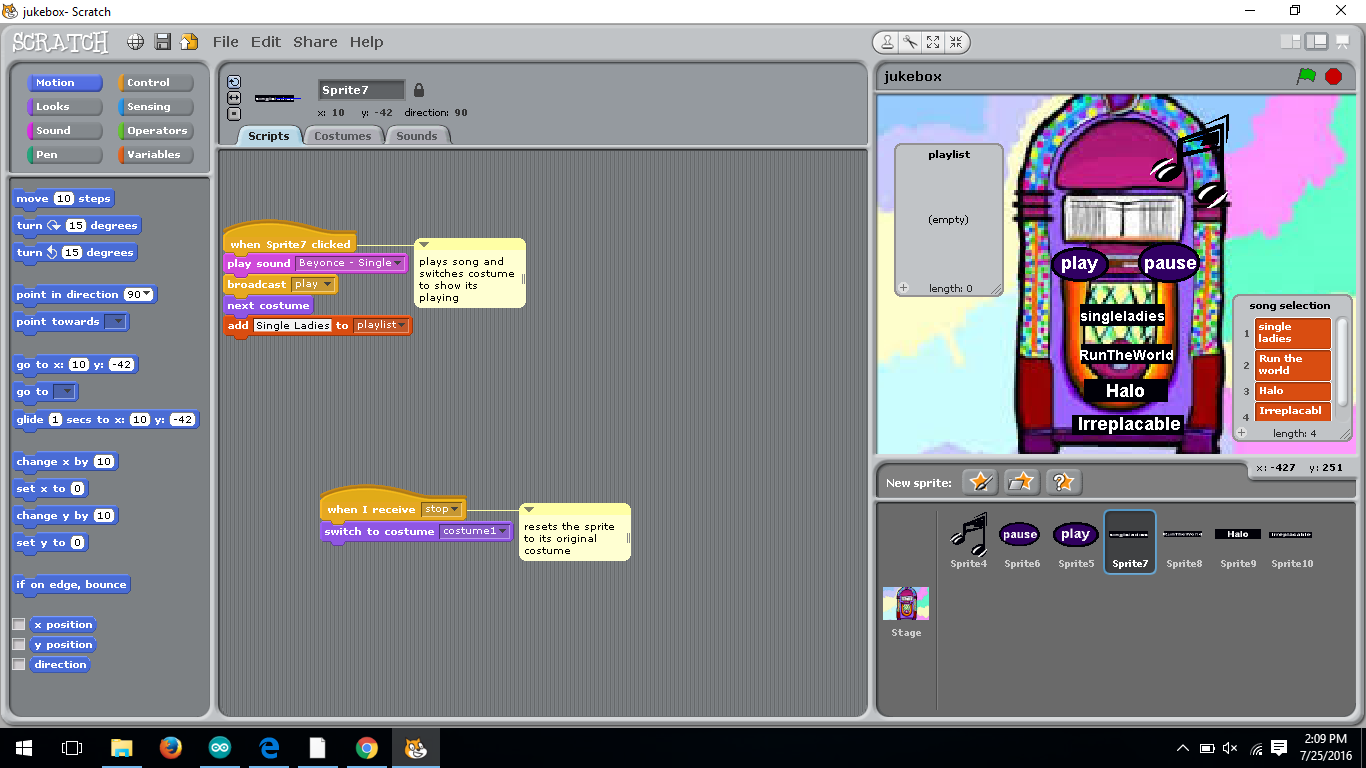 jukebox- Scratch
SCRATCH File Edit Share Help
Motion Control
Looks Sensing
Sound Operators
Pen Variables
Sprite7
x: 10 y: -42 direction: 90
Scripts Costumes Sounds
move 10 steps
turn 15 degrees
turn 15 degrees
point in direction 90
point towards
go to x: 10 y: -42
go to
glide 1 secs to x: 10 y: -42
change x by 10
set x to 0
change y by 10
set y to 0
if on edge, bounce
x position
y position
direction
when Sprite7 clicked
play sound Beyonce - Single
broadcast play
next costume
add Single Ladies to playlist
plays song and
switches costume
to show its
playing
when I receive stop
switch to costume costume1
resets the sprite
to its original
costume
jukebox
playlist
(empty)
+ length: 0
play pause
singleladies
RunTheWorld
Halo
Irreplacable
song selection
1 single
ladies
2 Run the
world
3 Halo
4 Irreplacabl
+ length: 4
x: -427 y: 251
New sprite:
pause play singleladies RunTheWorld Halo Irreplacable
Sprite4 Sprite6 Sprite5 Sprite7 Sprite8 Sprite9 Sprite10
Stage
2:09 PM
7/25/2016